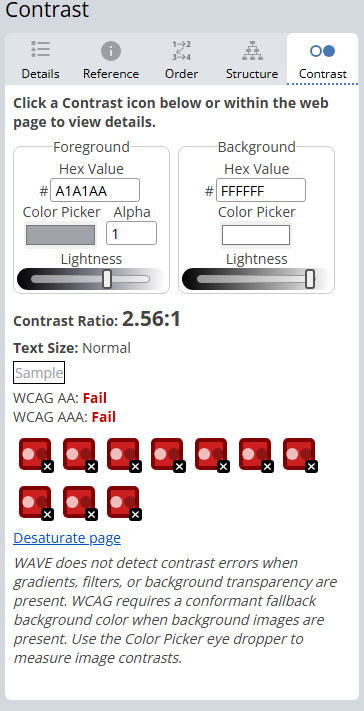 Contrast
1→2
3→4
Details Reference Order Structure Contrast
Click a Contrast icon below or within the web
page to view details.
Foreground Background
Hex Value Hex Value
# A1A1AA # FFFFFF
Color Picker Alpha Color Picker
1
Lightness Lightness
Contrast Ratio: 2.56:1
Text Size: Normal
Sample
WCAG AA: Fail
WCAG AAA: Fail
Desaturate page
WAVE does not detect contrast errors when
gradients, filters, or background transparency are
present. WCAG requires a conformant fallback
background color when background images are
present. Use the Color Picker eye dropper to
measure image contrasts.